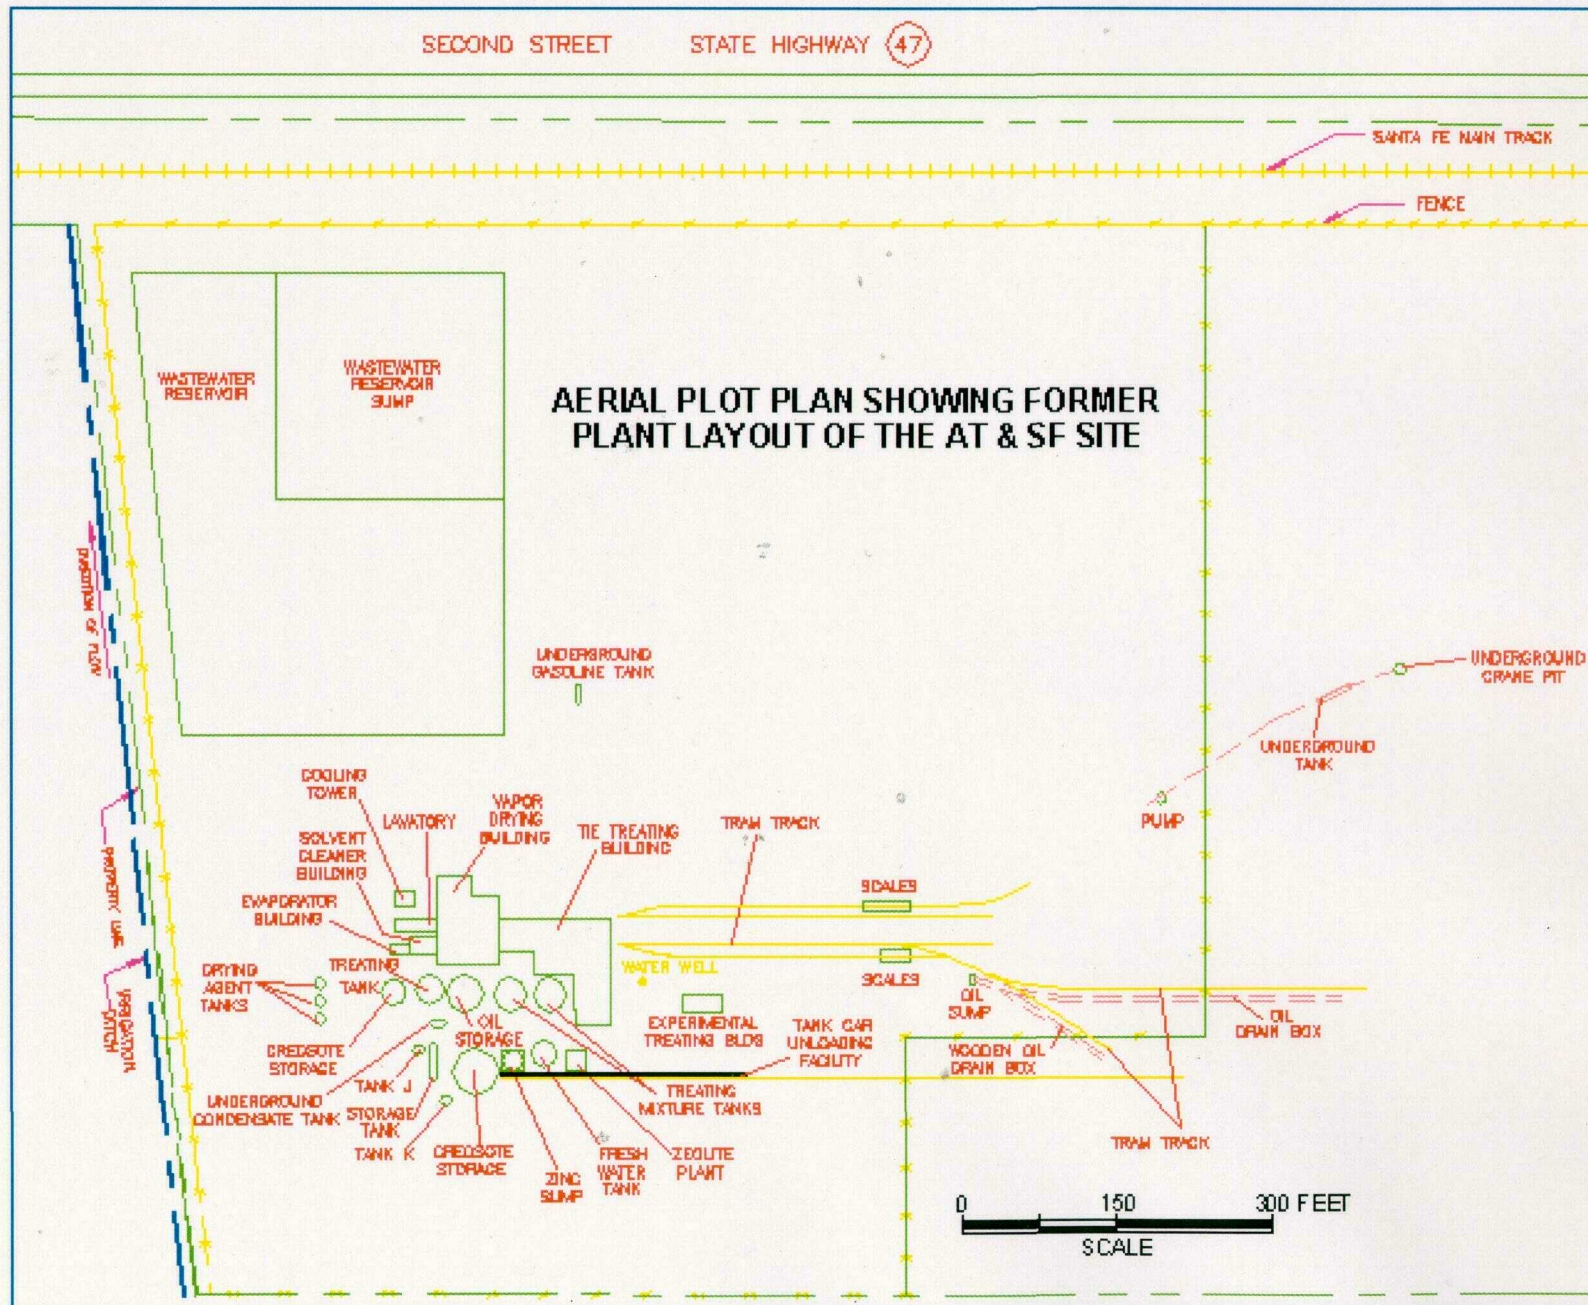 SECOND STREET STATE HIGHWAY 47
SANTA FE MAIN TRACK
FENCE
WASTEWATER
RESERVOIR
WASTEWATER
RESERVOIR
SUMP
AERIAL PLOT PLAN SHOWING FORMER
PLANT LAYOUT OF THE AT & SF SITE
DIRECTION OF FLOW
UNDERGROUND
GASOLINE TANK
UNDERGROUND
CRANE PIT
UNDERGROUND
TANK
PUMP
COOLING
TOWER
VAPOR
DRYING
BUILDING
LAVATORY
SOLVENT
CLEANER
BUILDING
TIE TREATING
BUILDING
TRAM TRACK
EVAPORATOR
BUILDING
SCALES
PROPERTY LINE
IRRIGATION
DITCH
DRYING
AGENT
TANKS
TREATING
TANK
WATER WELL
SCALES
OIL
SUMP
OIL
STORAGE
CREOSOTE
STORAGE
EXPERIMENTAL
TREATING BLDG
TANK CAR
UNLOADING
FACILITY
OIL
DRAIN BOX
WOODEN OIL
DRAIN BOX
TANK J
UNDERGROUND
CONDENSATE TANK
STORAGE
TANK
TANK K
CREOSOTE
STORAGE
ZINC
SUMP
FRESH
WATER
TANK
ZEOLITE
PLANT
TREATING
MIXTURE TANKS
TRAM TRACK
0 150 300 FEET
SCALE